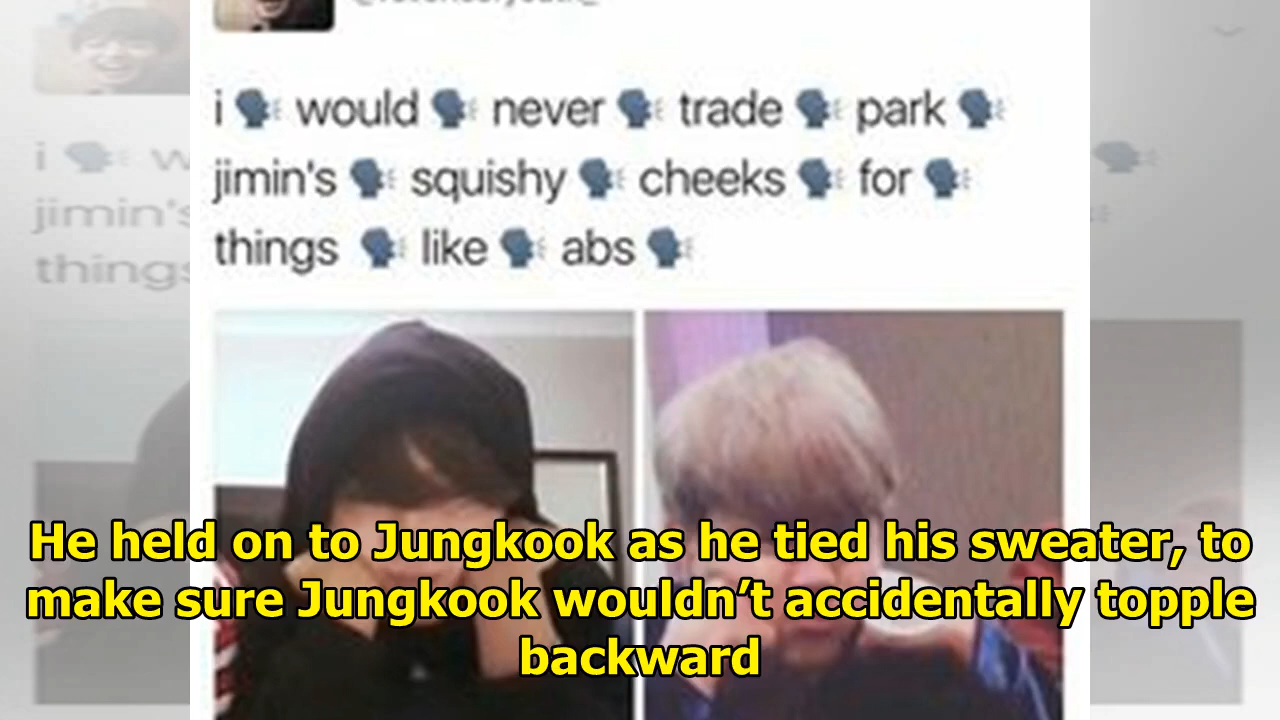 i 🗣 would 🗣 never 🗣 trade 🗣 park 🗣
jimin's 🗣 squishy 🗣 cheeks 🗣 for 🗣
things 🗣 like 🗣 abs 🗣
He held on to Jungkook as he tied his sweater, to
make sure Jungkook wouldn’t accidentally topple
backward